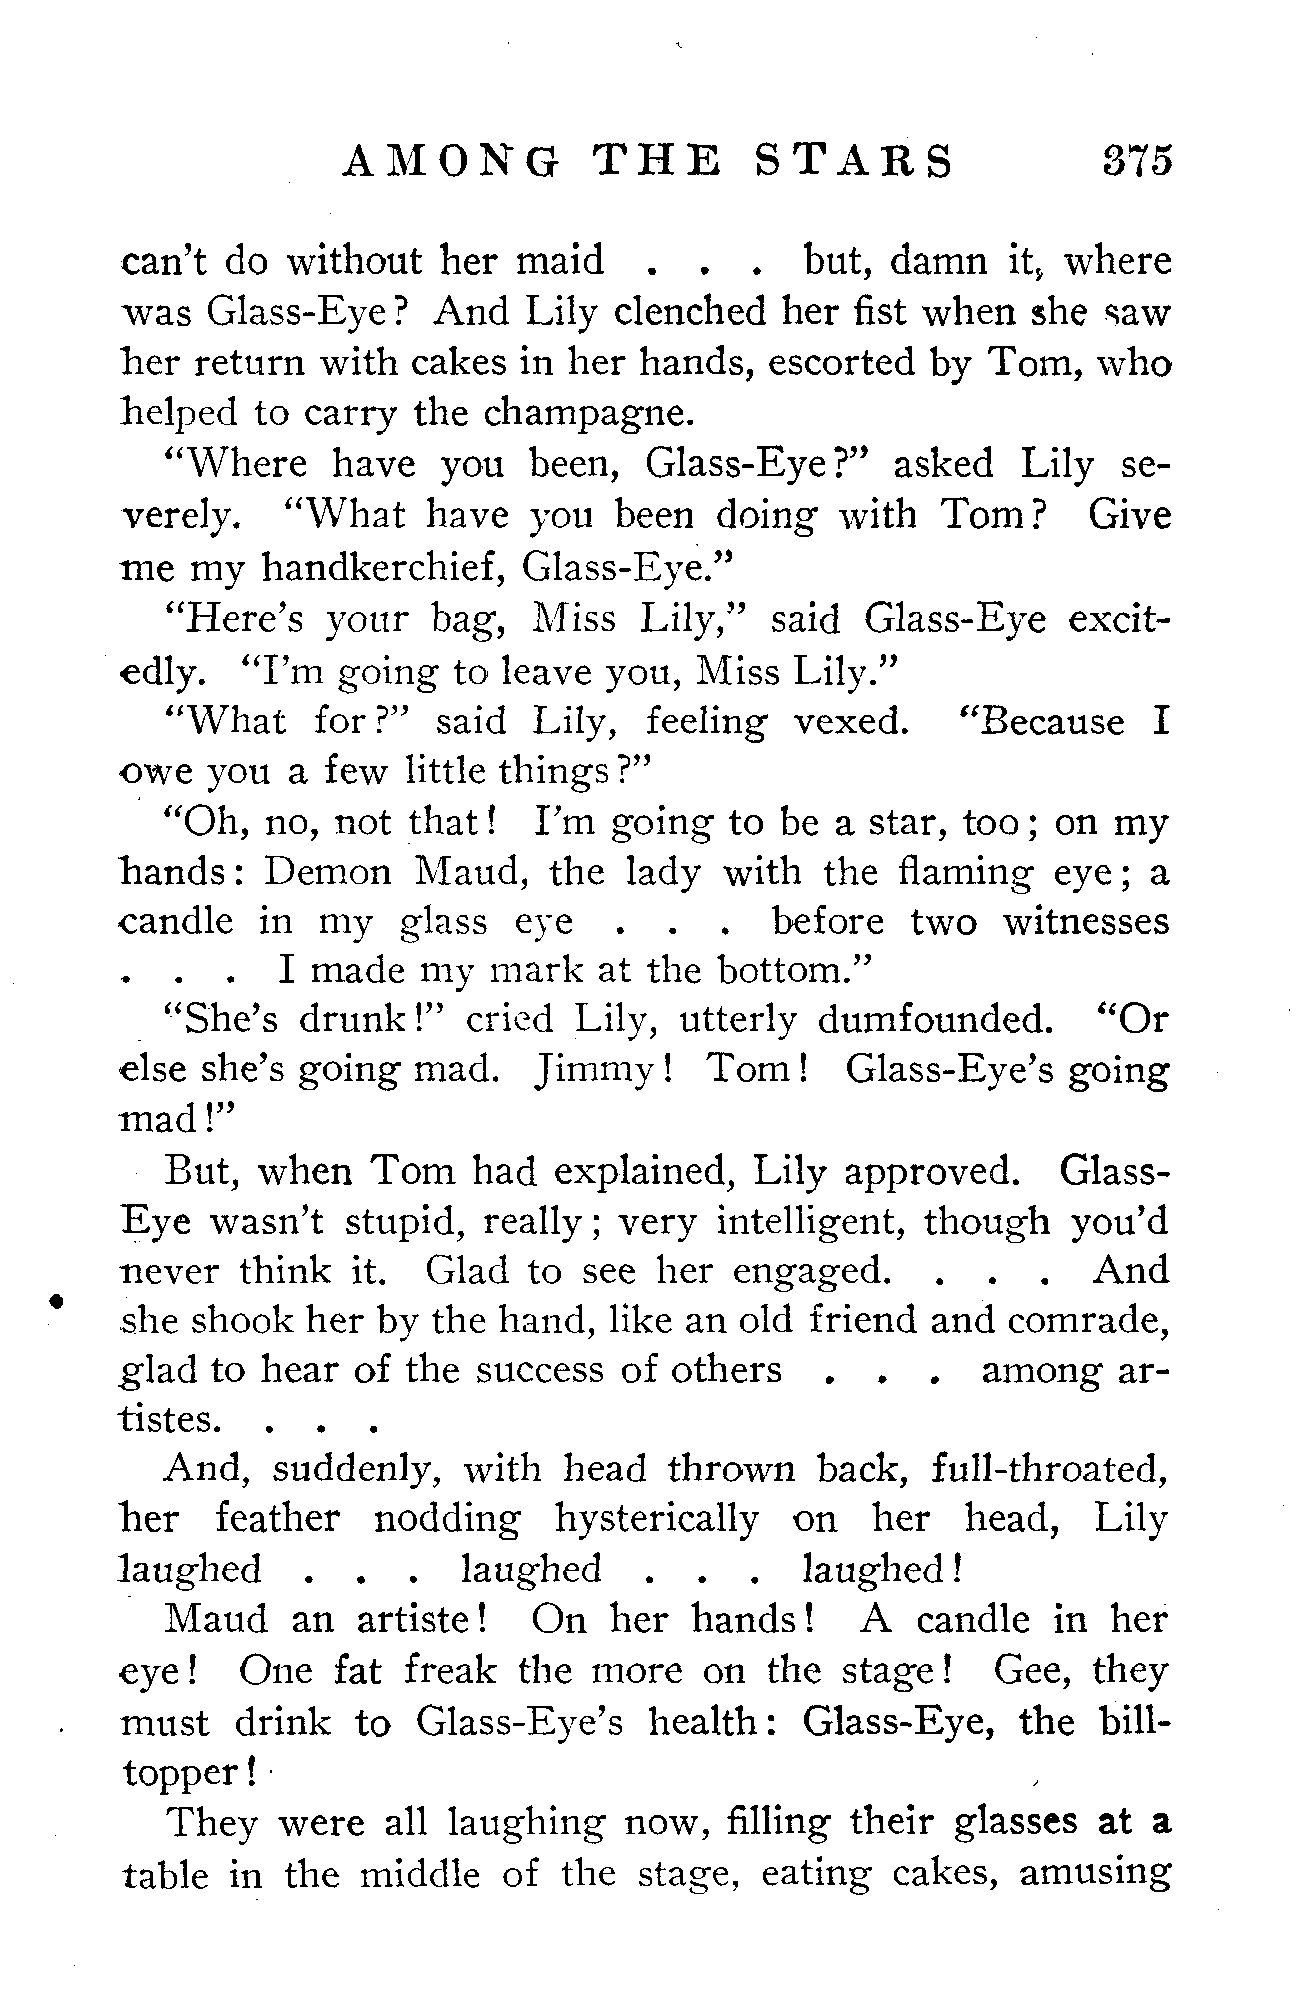 AMONG THE STARS 375
can't do without her maid . . . but, damn it, where
was Glass-Eye? And Lily clenched her fist when she saw
her return with cakes in her hands, escorted by Tom, who
helped to carry the champagne.
"Where have you been, Glass-Eye?" asked Lily se-
verely. "What have you been doing with Tom? Give
me my handkerchief, Glass-Eye."
"Here's your bag, Miss Lily," said Glass-Eye excit-
edly. "I'm going to leave you, Miss Lily."
"What for?" said Lily, feeling vexed. "Because I
owe you a few little things?"
"Oh, no, not that! I'm going to be a star, too; on my
hands: Demon Maud, the lady with the flaming eye; a
candle in my glass eye . . . before two witnesses
. . . I made my mark at the bottom."
"She's drunk!" cried Lily, utterly dumfounded. "Or
else she's going mad. Jimmy! Tom! Glass-Eye's going
mad!"
But, when Tom had explained, Lily approved. Glass-
Eye wasn't stupid, really; very intelligent, though you'd
never think it. Glad to see her engaged. . . . And
she shook her by the hand, like an old friend and comrade,
glad to hear of the success of others . . . among ar-
tistes. . . .
And, suddenly, with head thrown back, full-throated,
her feather nodding hysterically on her head, Lily
laughed . . . laughed . . . laughed!
Maud an artiste! On her hands! A candle in her
eye! One fat freak the more on the stage! Gee, they
must drink to Glass-Eye's health: Glass-Eye, the bill-
topper!
They were all laughing now, filling their glasses at a
table in the middle of the stage, eating cakes, amusing